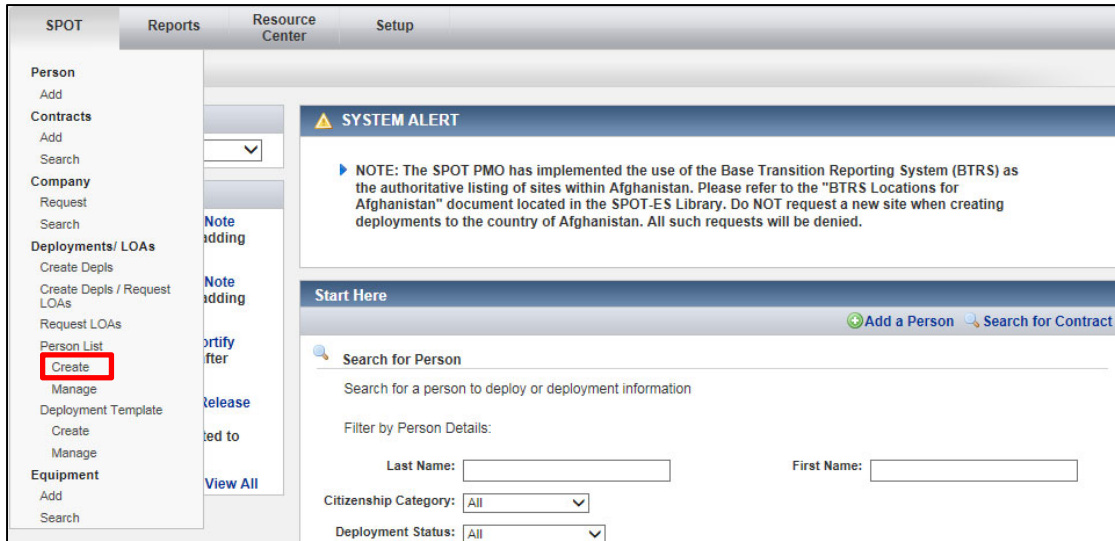 SPOT Reports Resource Center Setup
Person
Add
Contracts
Add
Search
Company
Request
Search
Deployments/ LOAs
Create Depls
Create Depls / Request
LOAs
Request LOAs
Person List
Create
Manage
Deployment Template
Create
Manage
Equipment
Add
Search
Note
adding
Note
adding
ortify
fter
Release
ted to
View All
SYSTEM ALERT
NOTE: The SPOT PMO has implemented the use of the Base Transition Reporting System (BTRS) as
the authoritative listing of sites within Afghanistan. Please refer to the "BTRS Locations for
Afghanistan" document located in the SPOT-ES Library. Do NOT request a new site when creating
deployments to the country of Afghanistan. All such requests will be denied.
Start Here
Add a Person Search for Contract
Search for Person
Search for a person to deploy or deployment information
Filter by Person Details:
Last Name: First Name:
Citizenship Category: All
Deployment Status: All